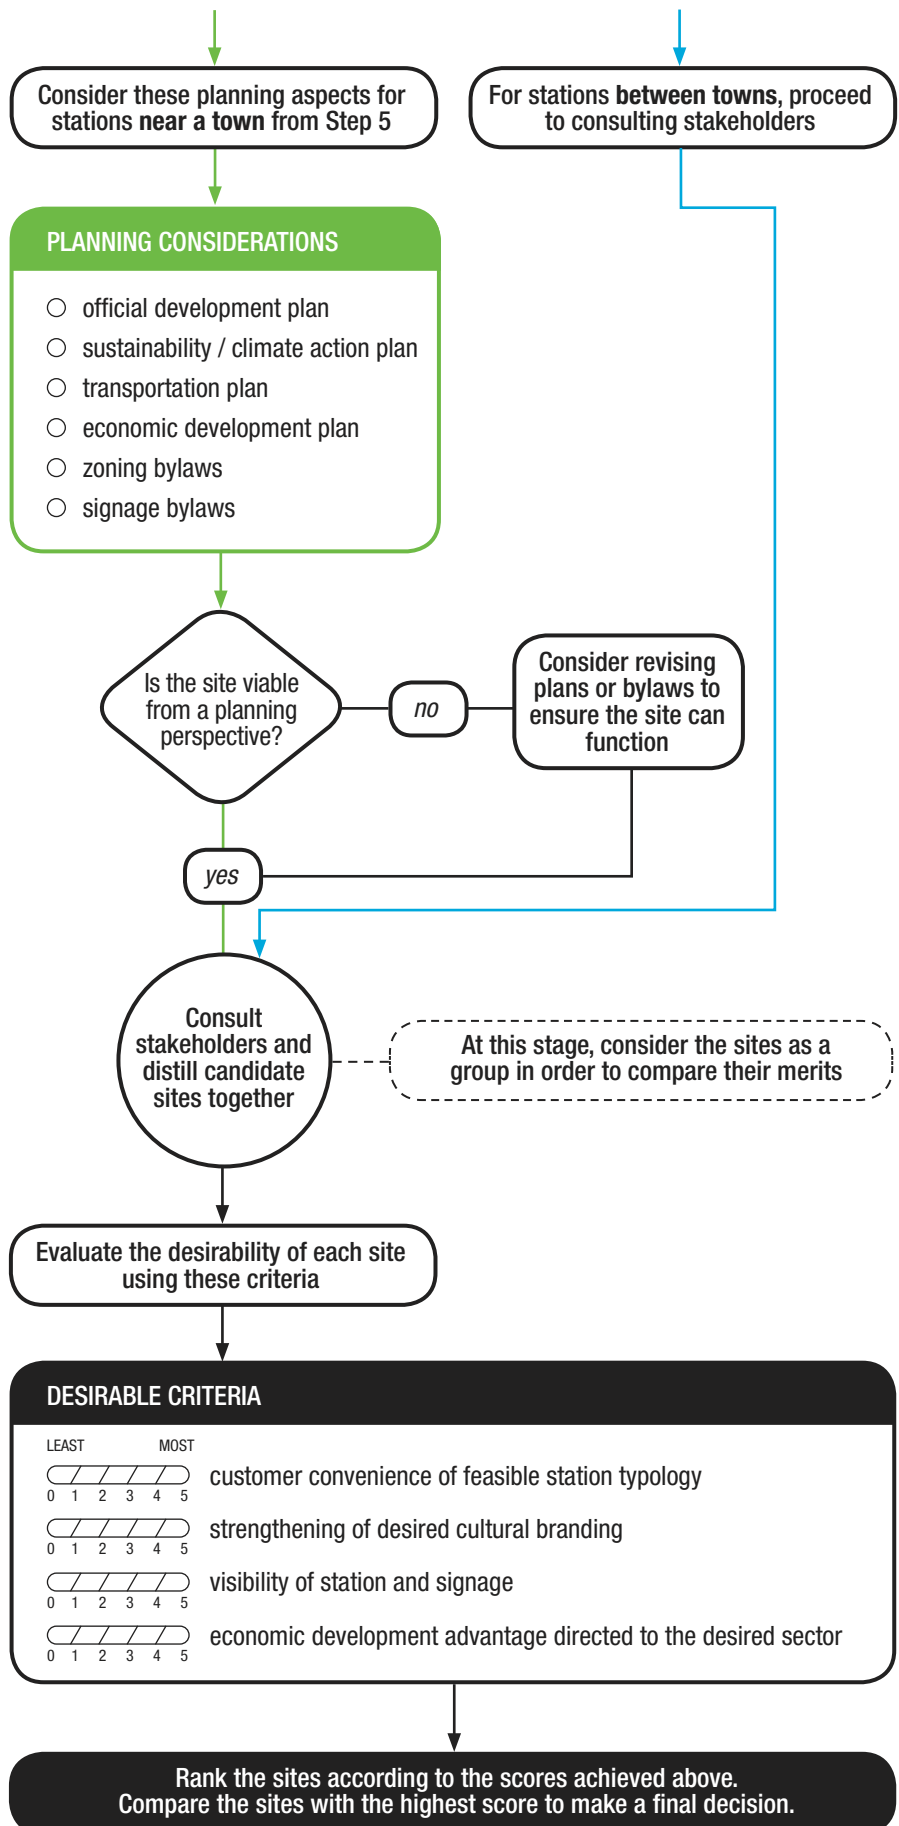 Consider these planning aspects for
stations near a town from Step 5
For stations between towns, proceed
to consulting stakeholders
PLANNING CONSIDERATIONS
official development plan
sustainability / climate action plan
transportation plan
economic development plan
zoning bylaws
signage bylaws
Is the site viable
from a planning
perspective?
no
Consider revising
plans or bylaws to
ensure the site can
function
yes
Consult
stakeholders and
distill candidate
sites together
At this stage, consider the sites as a
group in order to compare their merits
Evaluate the desirability of each site
using these criteria
DESIRABLE CRITERIA
LEAST MOST
customer convenience of feasible station typology
0 1 2 3 4 5
strengthening of desired cultural branding
0 1 2 3 4 5
visibility of station and signage
0 1 2 3 4 5
economic development advantage directed to the desired sector
0 1 2 3 4 5
Rank the sites according to the scores achieved above.
Compare the sites with the highest score to make a final decision.